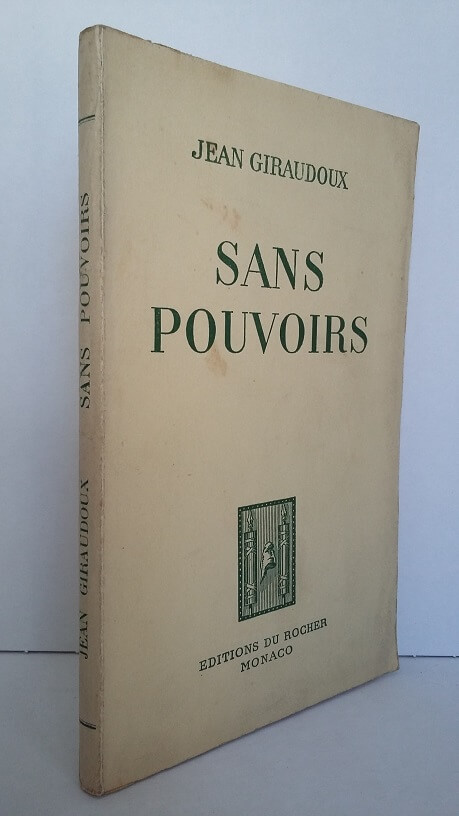 JEAN GIRAUDOUX
SANS
POUVOIRS
EDITIONS DU ROCHER
MONACO
JEAN GIRAUDOUX SANS POUVOIRS